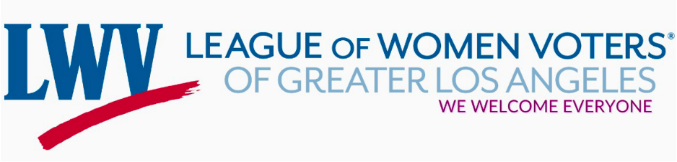 LWV
LEAGUE OF WOMEN VOTERS®
OF GREATER LOS ANGELES
WE WELCOME EVERYONE